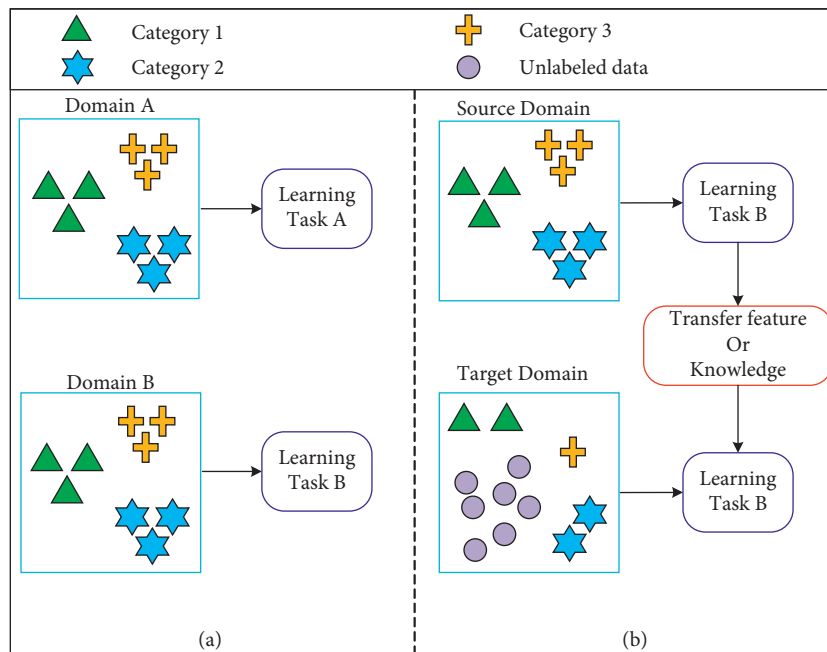 Category 1
Category 3
Category 2
Unlabeled data
Domain A
Learning
Task A
Domain B
Learning
Task B
(a)
Source Domain
Learning
Task B
Transfer feature
Or
Knowledge
Target Domain
Learning
Task B
(b)